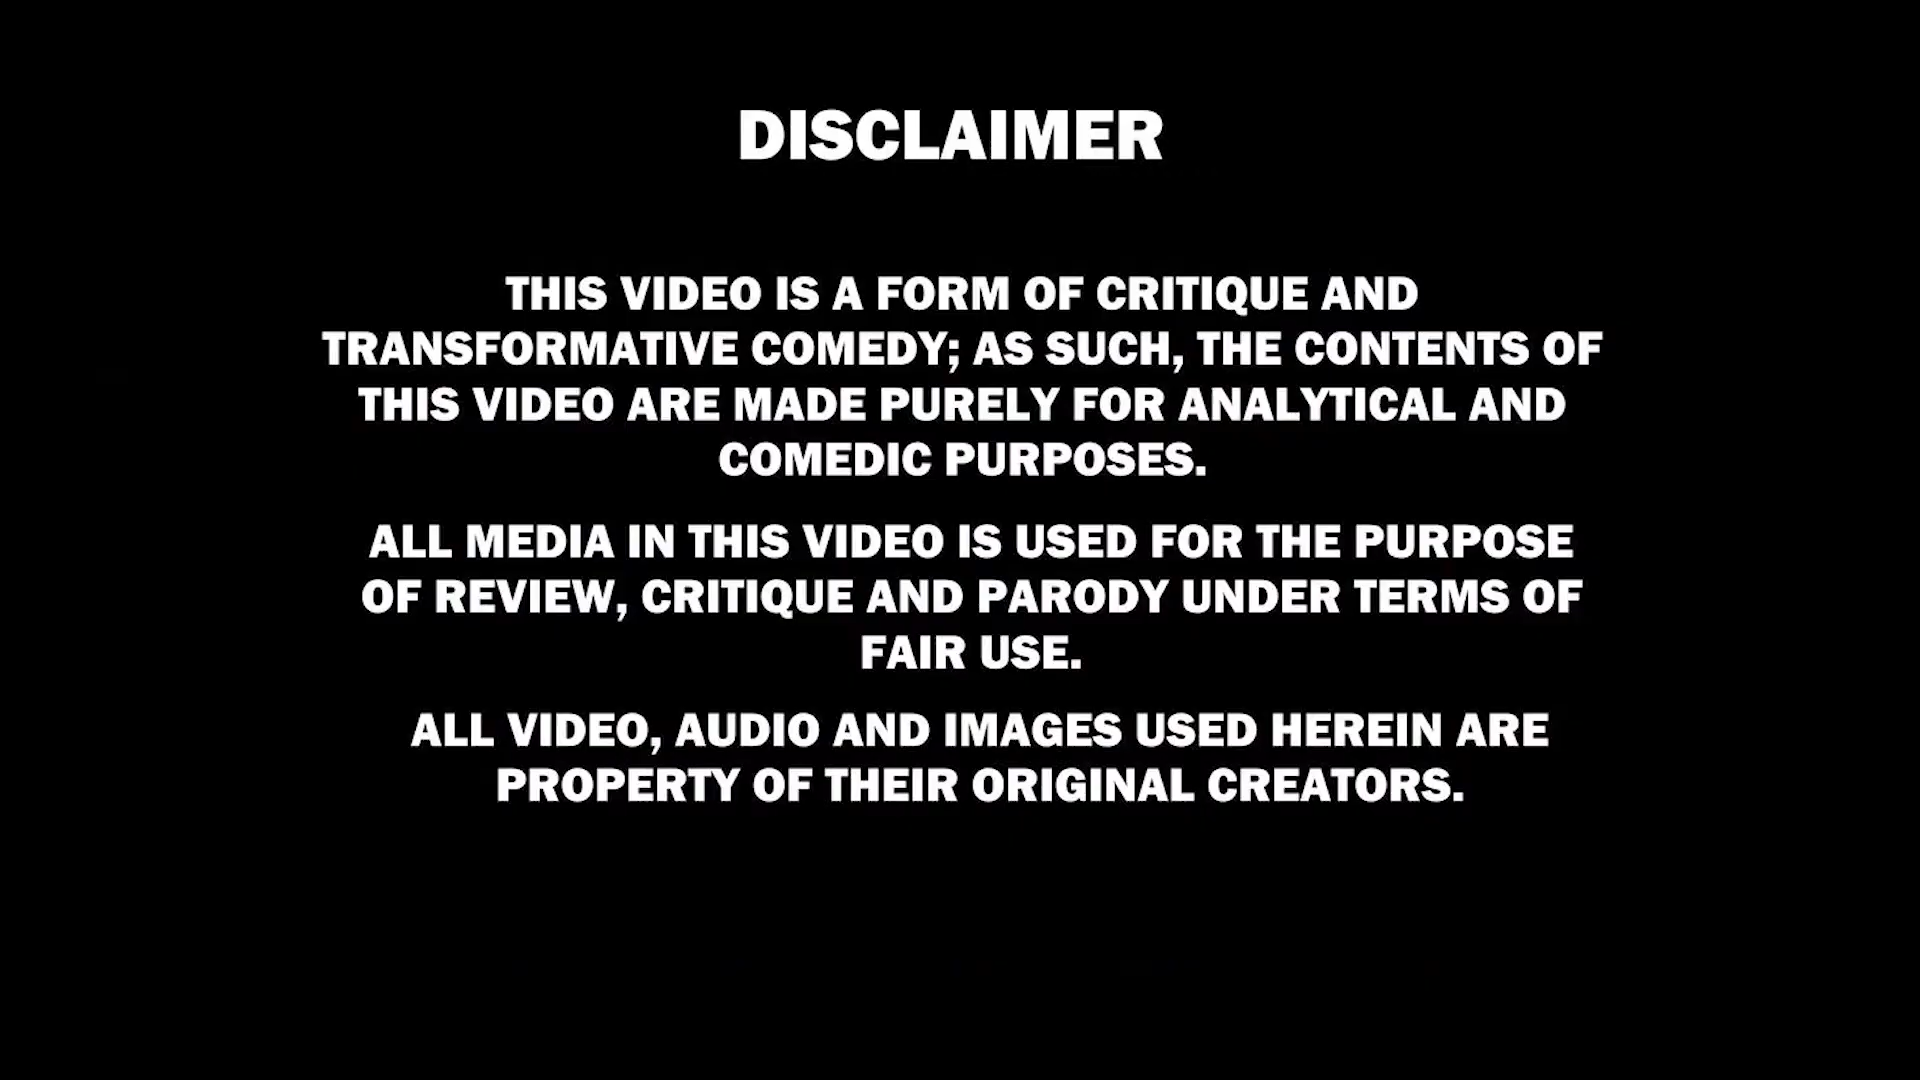 DISCLAIMER
THIS VIDEO IS A FORM OF CRITIQUE AND
TRANSFORMATIVE COMEDY; AS SUCH, THE CONTENTS OF
THIS VIDEO ARE MADE PURELY FOR ANALYTICAL AND
COMEDIC PURPOSES.
ALL MEDIA IN THIS VIDEO IS USED FOR THE PURPOSE
OF REVIEW, CRITIQUE AND PARODY UNDER TERMS OF
FAIR USE.
ALL VIDEO, AUDIO AND IMAGES USED HEREIN ARE
PROPERTY OF THEIR ORIGINAL CREATORS.